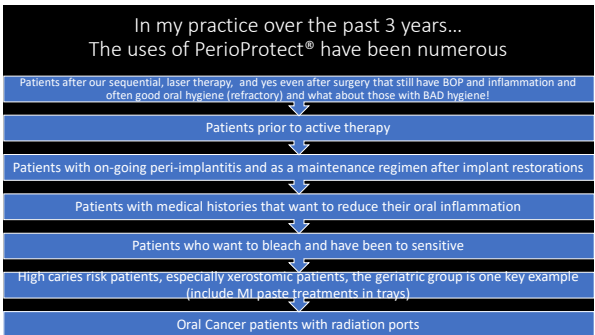 In my practice over the past 3 years…
The uses of PerioProtect® have been numerous
Patients after our sequential, laser therapy, and yes even after surgery that still have BOP and inflammation and
often good oral hygiene (refractory) and what about those with BAD hygiene!
Patients prior to active therapy
Patients with on-going peri-implantitis and as a maintenance regimen after implant restorations
Patients with medical histories that want to reduce their oral inflammation
Patients who want to bleach and have been to sensitive
High caries risk patients, especially xerostomic patients, the geriatric group is one key example
(include MI paste treatments in trays)
Oral Cancer patients with radiation ports